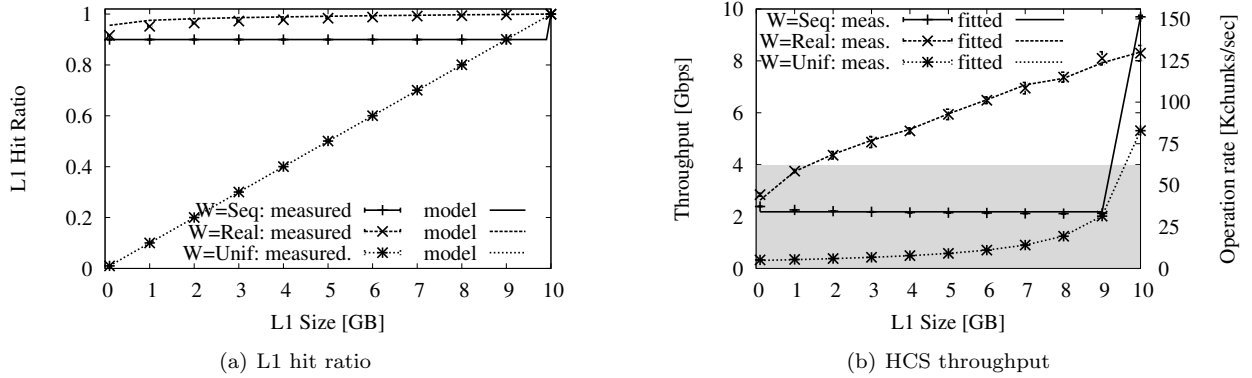 1
0.8
0.6
0.4
0.2
0
L1 Hit Ratio
W=Seq: measured model
W=Real: measured model
W=Unif: measured. model
0 1 2 3 4 5 6 7 8 9 10
L1 Size [GB]
(a) L1 hit ratio
10
8
6
4
2
0
Throughput [Gbps]
W=Seq: meas. fitted
W=Real: meas. fitted
W=Unif: meas. fitted
150
125
100
75
50
25
0
Operation rate [Kchunks/sec]
0 1 2 3 4 5 6 7 8 9 10
L1 Size [GB]
(b) HCS throughput